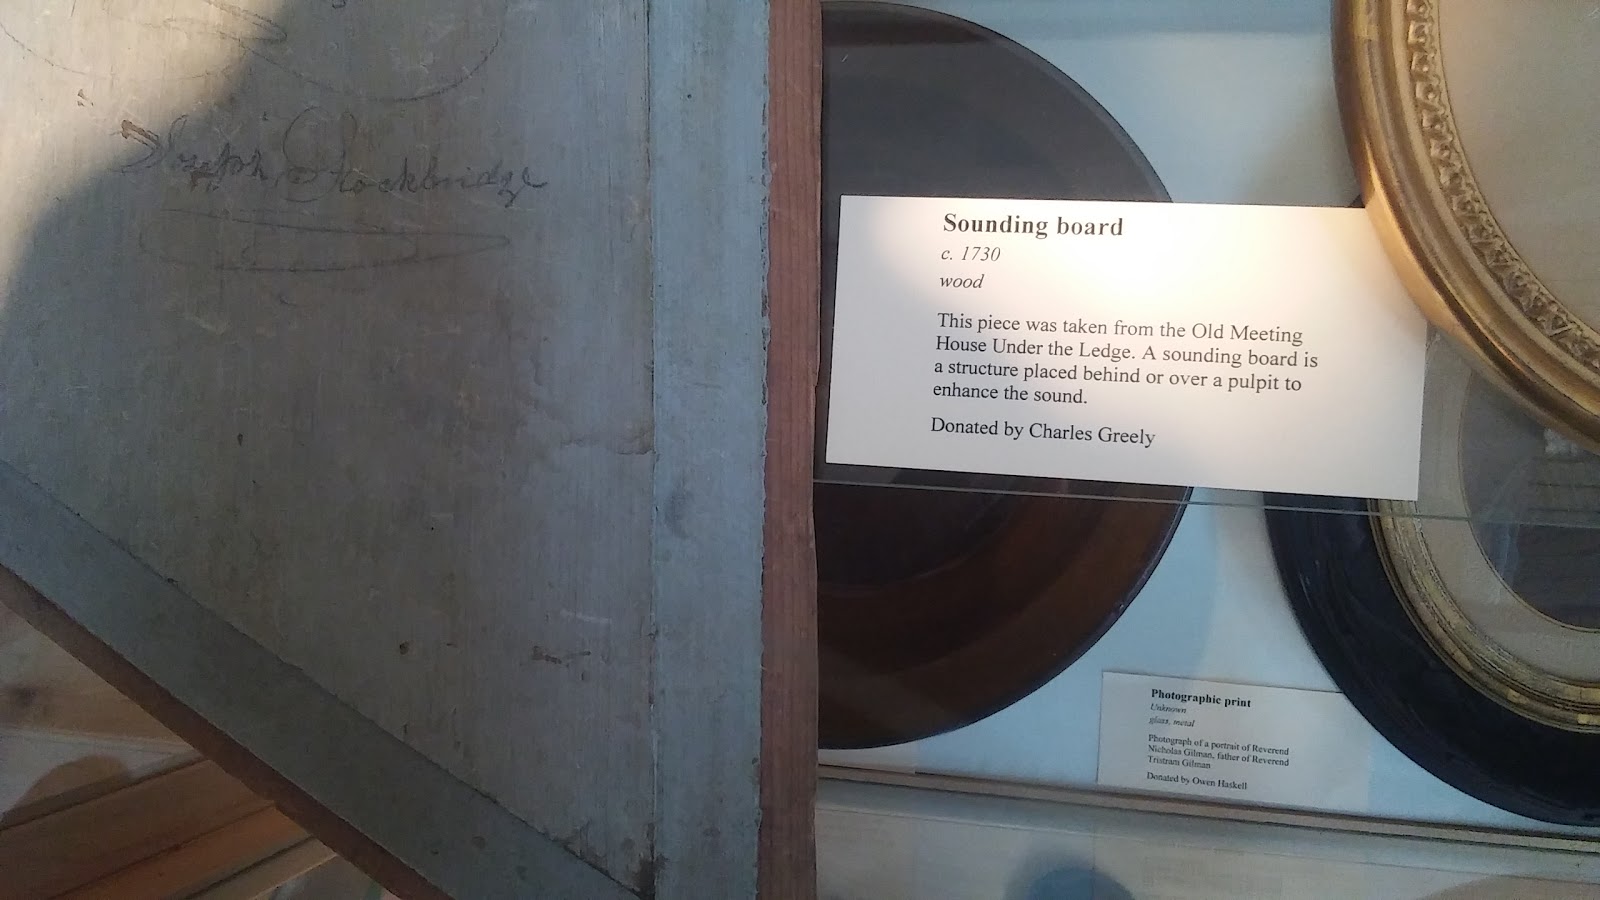 Joseph Stockbridge
Sounding board
c. 1730
wood
This piece was taken from the Old Meeting
House Under the Ledge. A sounding board is
a structure placed behind or over a pulpit to
enhance the sound.
Donated by Charles Greely
Photographic print
Unknown
glass, metal
Photograph of a portrait of Reverend
Nicholas Gilman, father of Reverend
Tristram Gilman
Donated by Owen Haskell